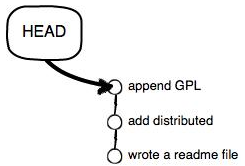 HEAD
append GPL
add distributed
wrote a readme file